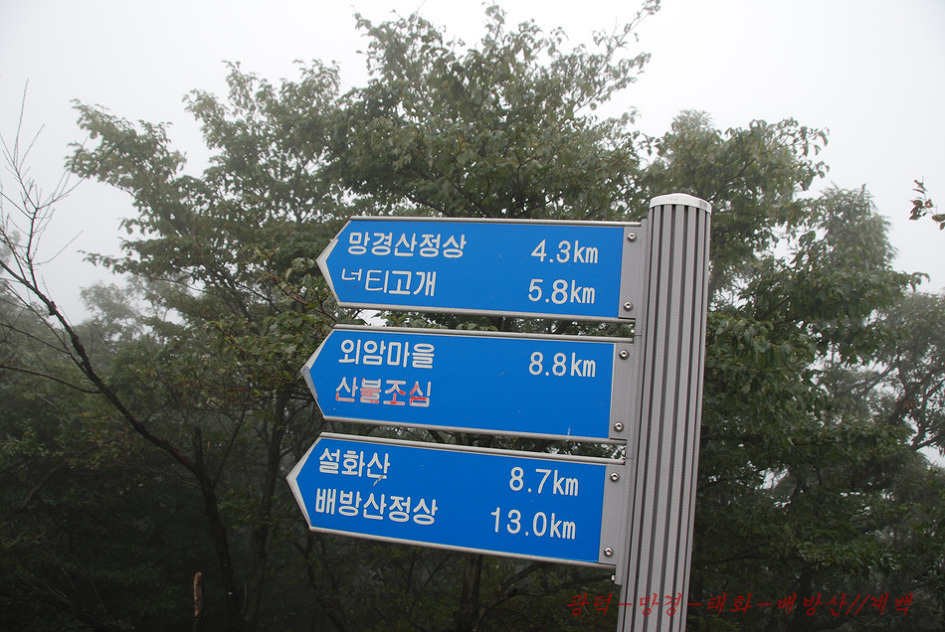 망경산정상 4.3km
너티고개 5.8km
외암마을 8.8km
산불조심
설화산 8.7km
배방산정상 13.0km
광덕-망경-태화-배방산//재백